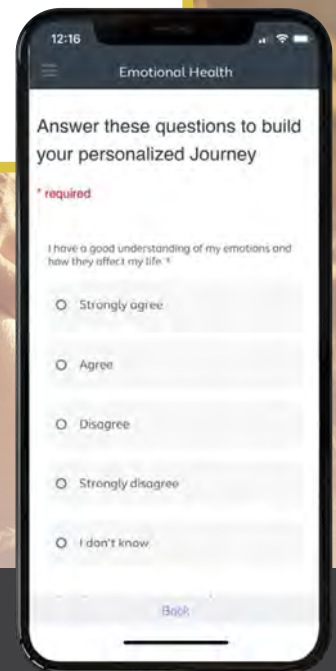 12:16
Emotional Health
Answer these questions to build
your personalized Journey
* required
I have a good understanding of my emotions and
how they affect my life *
Strongly agree
Agree
Disagree
Strongly disagree
I don't know
Back